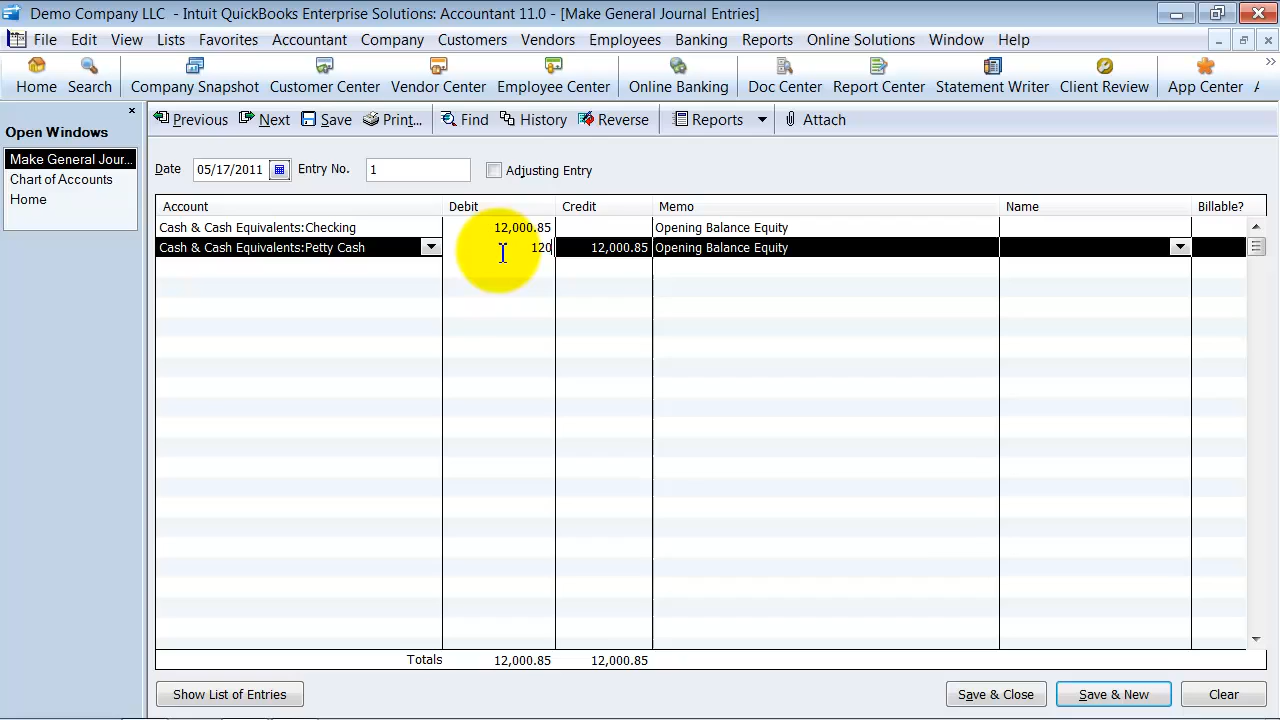 Demo Company LLC - Intuit QuickBooks Enterprise Solutions: Accountant 11.0 - [Make General Journal Entries]
File Edit View Lists Favorites Accountant Company Customers Vendors Employees Banking Reports Online Solutions Window Help
Home Search Company Snapshot Customer Center Vendor Center Employee Center Online Banking Doc Center Report Center Statement Writer Client Review App Center
Open Windows
Make General Jour...
Chart of Accounts
Home
Previous Next Save Print... Find History Reverse Reports Attach
Date 05/17/2011 Entry No. 1 Adjusting Entry
Account Debit Credit Memo Name Billable?
Cash & Cash Equivalents:Checking 12,000.85 Opening Balance Equity
Cash & Cash Equivalents:Petty Cash 120 12,000.85 Opening Balance Equity
Totals 12,000.85 12,000.85
Show List of Entries Save & Close Save & New Clear